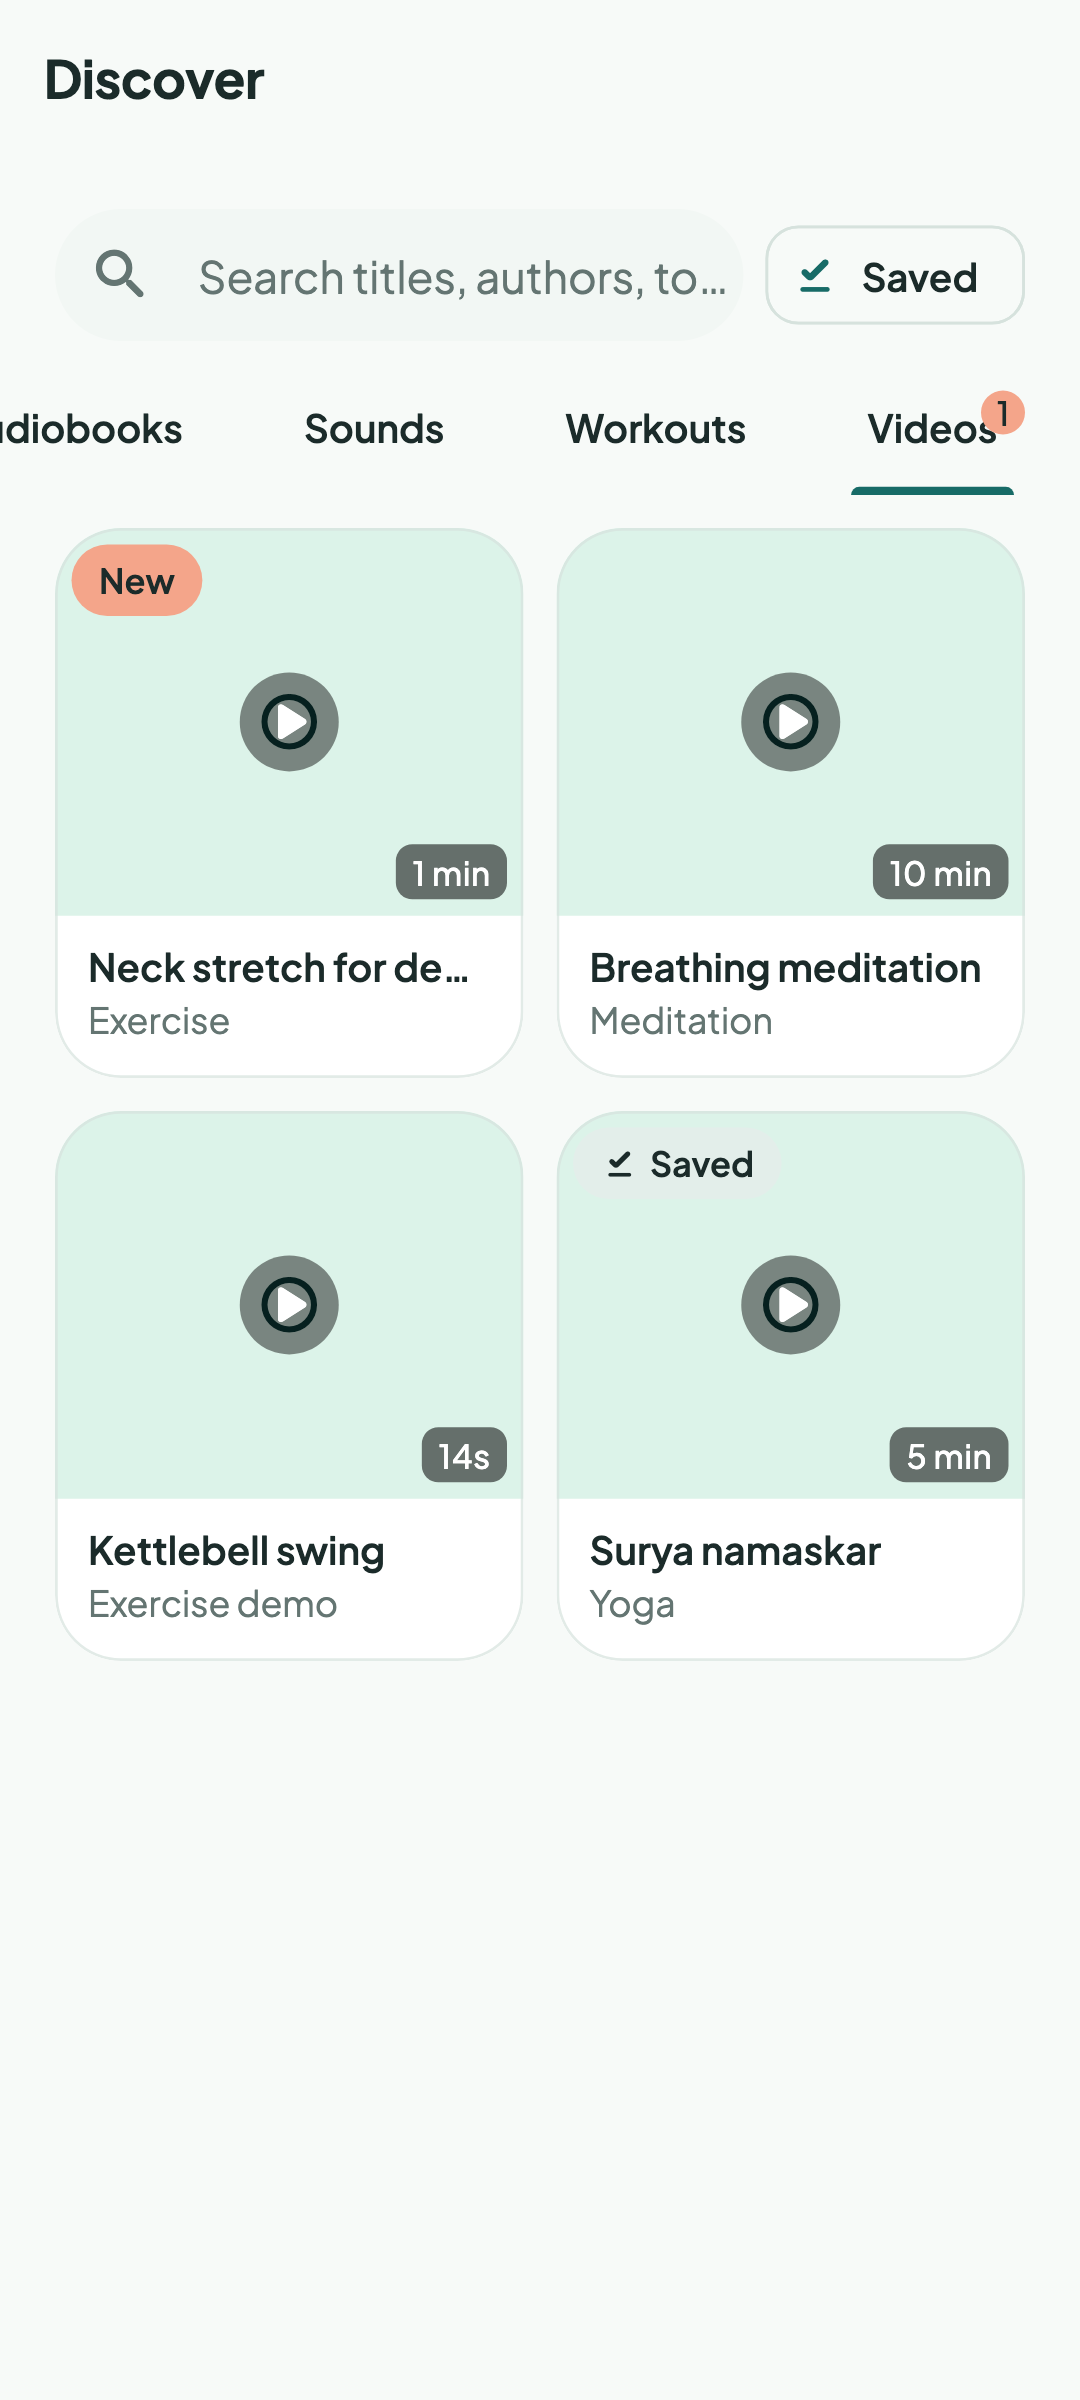 Discover
Search titles, authors, to...
Saved
diobooks
Sounds
Workouts
Videos
1
New
1 min
10 min
Neck stretch for de...
Exercise
Breathing meditation
Meditation
Saved
14s
5 min
Kettlebell swing
Exercise demo
Surya namaskar
Yoga